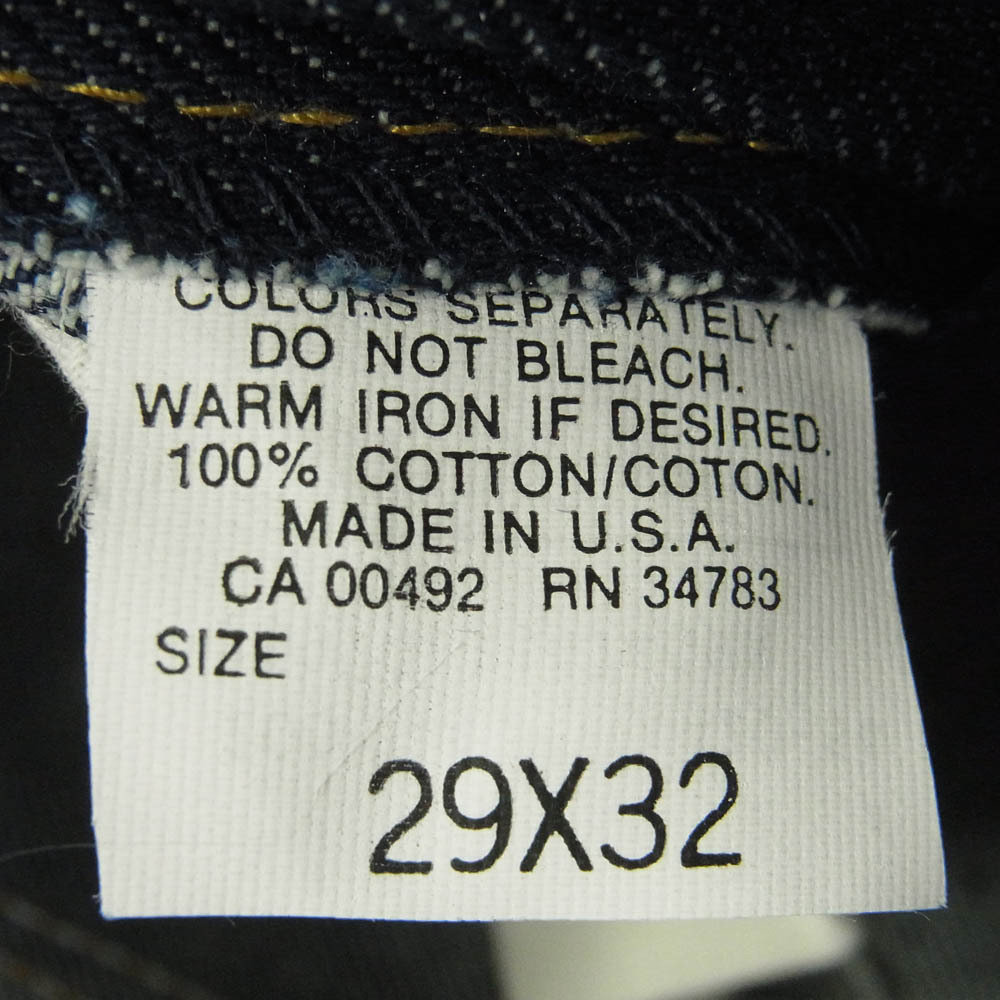 COLORS SEPARATELY.
DO NOT BLEACH.
WARM IRON IF DESIRED.
100% COTTON/COTON.
MADE IN U.S.A.
CA 00492 RN 34783
SIZE
29X32